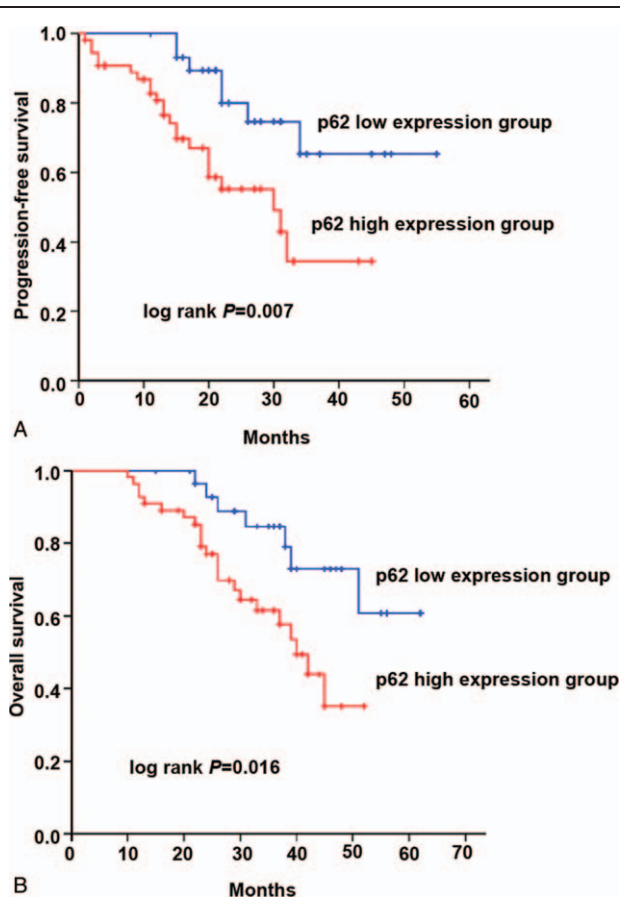 1.0
0.8
0.6
0.4
0.2
0.0
Progression-free survival
p62 low expression group
p62 high expression group
log rank P=0.007
0 10 20 30 40 50 60
Months
A
1.0
0.8
0.6
0.4
0.2
0.0
Overall survival
p62 low expression group
p62 high expression group
log rank P=0.016
0 10 20 30 40 50 60 70
Months
B